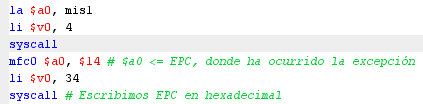 la $a0, mis1
li $v0, 4
syscall
mfc0 $a0, $14 # $a0 <= EPC, donde ha ocurrido la excepción
li $v0, 34
syscall # Escribimos EPC en hexadecimal